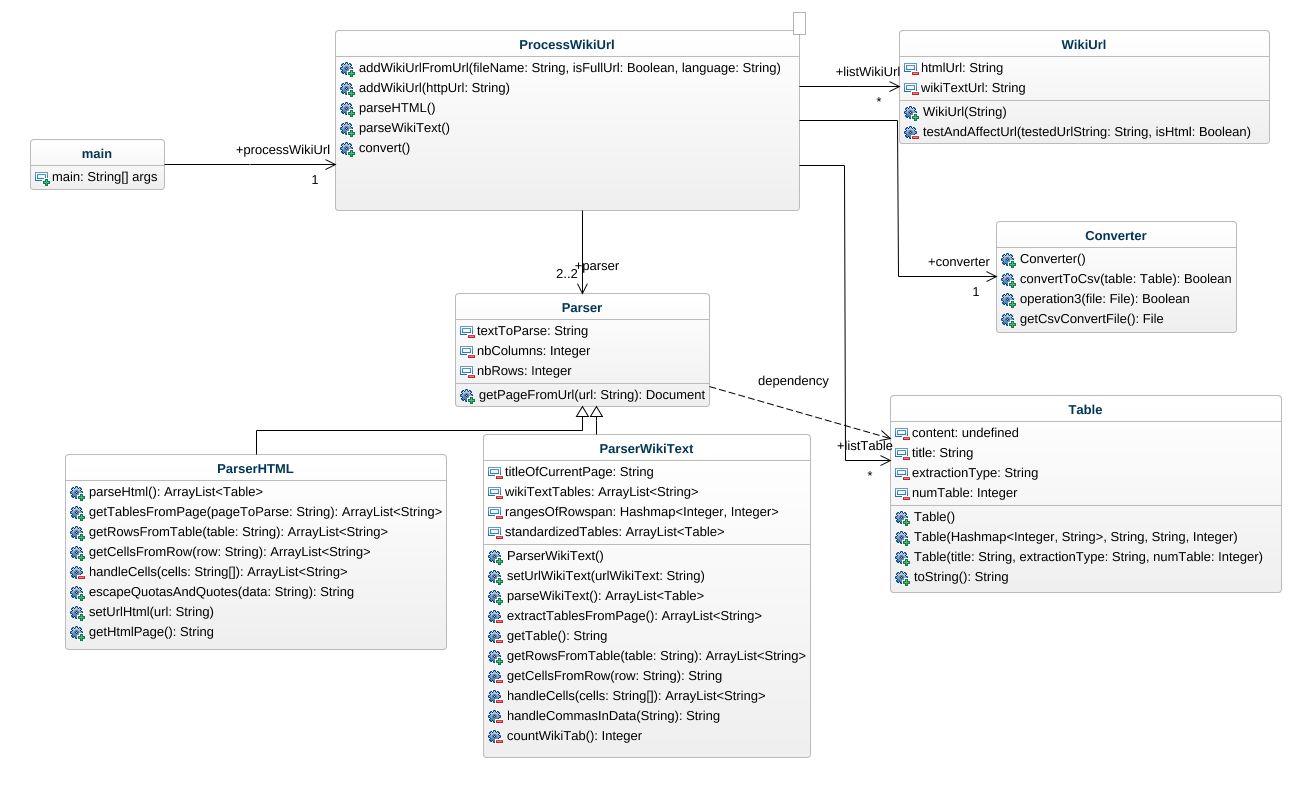 ProcessWikiUrl
addWikiUrlFromUrl(fileName: String, isFullUrl: Boolean, language: String)
addWikiUrl(httpUrl: String)
parseHTML()
parseWikiText()
convert()
+listWikiUrl
*
WikiUrl
htmlUrl: String
wikiTextUrl: String
WikiUrl(String)
testAndAffectUrl(testedUrlString: String, isHtml: Boolean)
main
main: String[] args
+processWikiUrl
1
+converter
1
Converter
Converter()
convertToCsv(table: Table): Boolean
operation3(file: File): Boolean
getCsvConvertFile(): File
+parser
2..2
Parser
textToParse: String
nbColumns: Integer
nbRows: Integer
getPageFromUrl(url: String): Document
dependency
+listTable
*
Table
content: undefined
title: String
extractionType: String
numTable: Integer
Table()
Table(Hashmap<Integer, String>, String, String, Integer)
Table(title: String, extractionType: String, numTable: Integer)
toString(): String
ParserHTML
parseHtml(): ArrayList<Table>
getTablesFromPage(pageToParse: String): ArrayList<String>
getRowsFromTable(table: String): ArrayList<String>
getCellsFromRow(row: String): ArrayList<String>
handleCells(cells: String[]): ArrayList<String>
escapeQuotasAndQuotes(data: String): String
setUrlHtml(url: String)
getHtmlPage(): String
ParserWikiText
titleOfCurrentPage: String
wikiTextTables: ArrayList<String>
rangesOfRowspan: Hashmap<Integer, Integer>
standardizedTables: ArrayList<Table>
ParserWikiText()
setUrlWikiText(urlWikiText: String)
parseWikiText(): ArrayList<Table>
extractTablesFromPage(): ArrayList<String>
getTable(): String
getRowsFromTable(table: String): ArrayList<String>
getCellsFromRow(row: String): String
handleCells(cells: String[]): ArrayList<String>
handleCommasInData(String): String
countWikiTab(): Integer